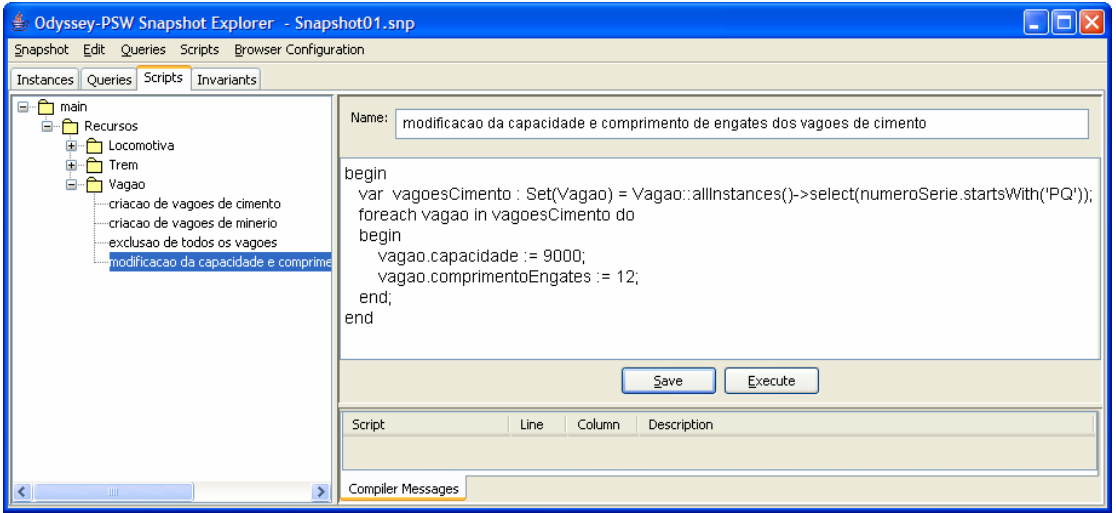 Odyssey-PSW Snapshot Explorer - Snapshot01.snp
Snapshot Edit Queries Scripts Browser Configuration
Instances Queries Scripts Invariants
main
Recursos
Locomotiva
Trem
Vagao
criacao de vagoes de cimento
criacao de vagoes de minerio
exclusao de todos os vagoes
modificacao da capacidade e comprime
Name: modificacao da capacidade e comprimento de engates dos vagoes de cimento
begin
var vagoesCimento : Set(Vagao) = Vagao::allInstances()->select(numeroSerie.startsWith('PQ'));
foreach vagao in vagoesCimento do
begin
vagao.capacidade := 9000;
vagao.comprimentoEngates := 12;
end;
end
Save Execute
Script Line Column Description
Compiler Messages